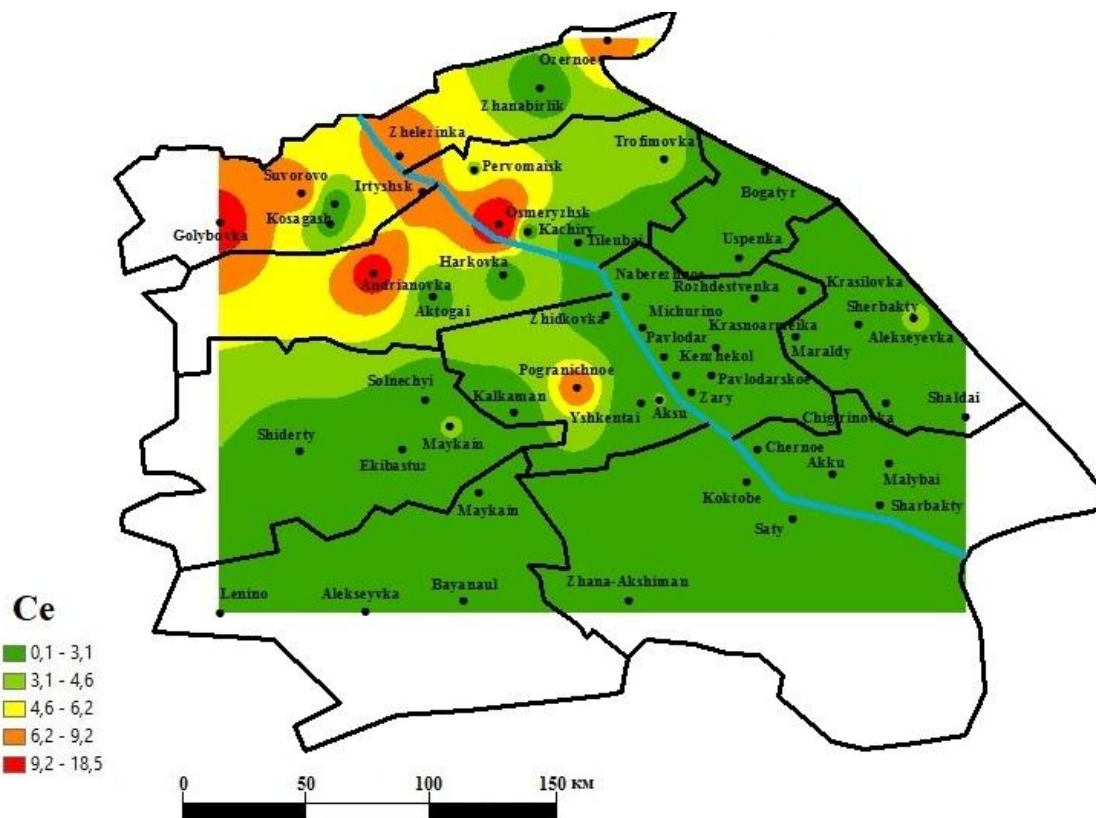 Ozernoe
Zhanabirlik
Zhelezinka
Trofimovka
Pervomaisk
Suvorovo
Irtyshsk
Bogatyr
Kosagash
Osmeryzhsk
Golybovka
Kachiry
Tileubai
Uspenka
Harkovka
Naberezhnoe
Andrianovka
Rozhdestvenka
Krasilovka
Aktogai
Zhidkovka
Michurino
Sherbakty
Krasnoarmeika
Alekseyevka
Pavlodar
Maraldy
Kenzhekol
Pogranichnoe
Solnechyi
Pavlodarskoe
Kalkaman
Zary
Shaldai
Yshkentai
Aksu
Chigirinovka
Shiderty
Maykain
Chernoe
Ekibastuz
Akku
Malybai
Maykain
Koktobe
Sharbakty
Saty
Zhana-Akshiman
Bayanaul
Lenino
Alekseyvka
Ce
0,1 - 3,1
3,1 - 4,6
4,6 - 6,2
6,2 - 9,2
9,2 - 18,5
0 50 100 150 км